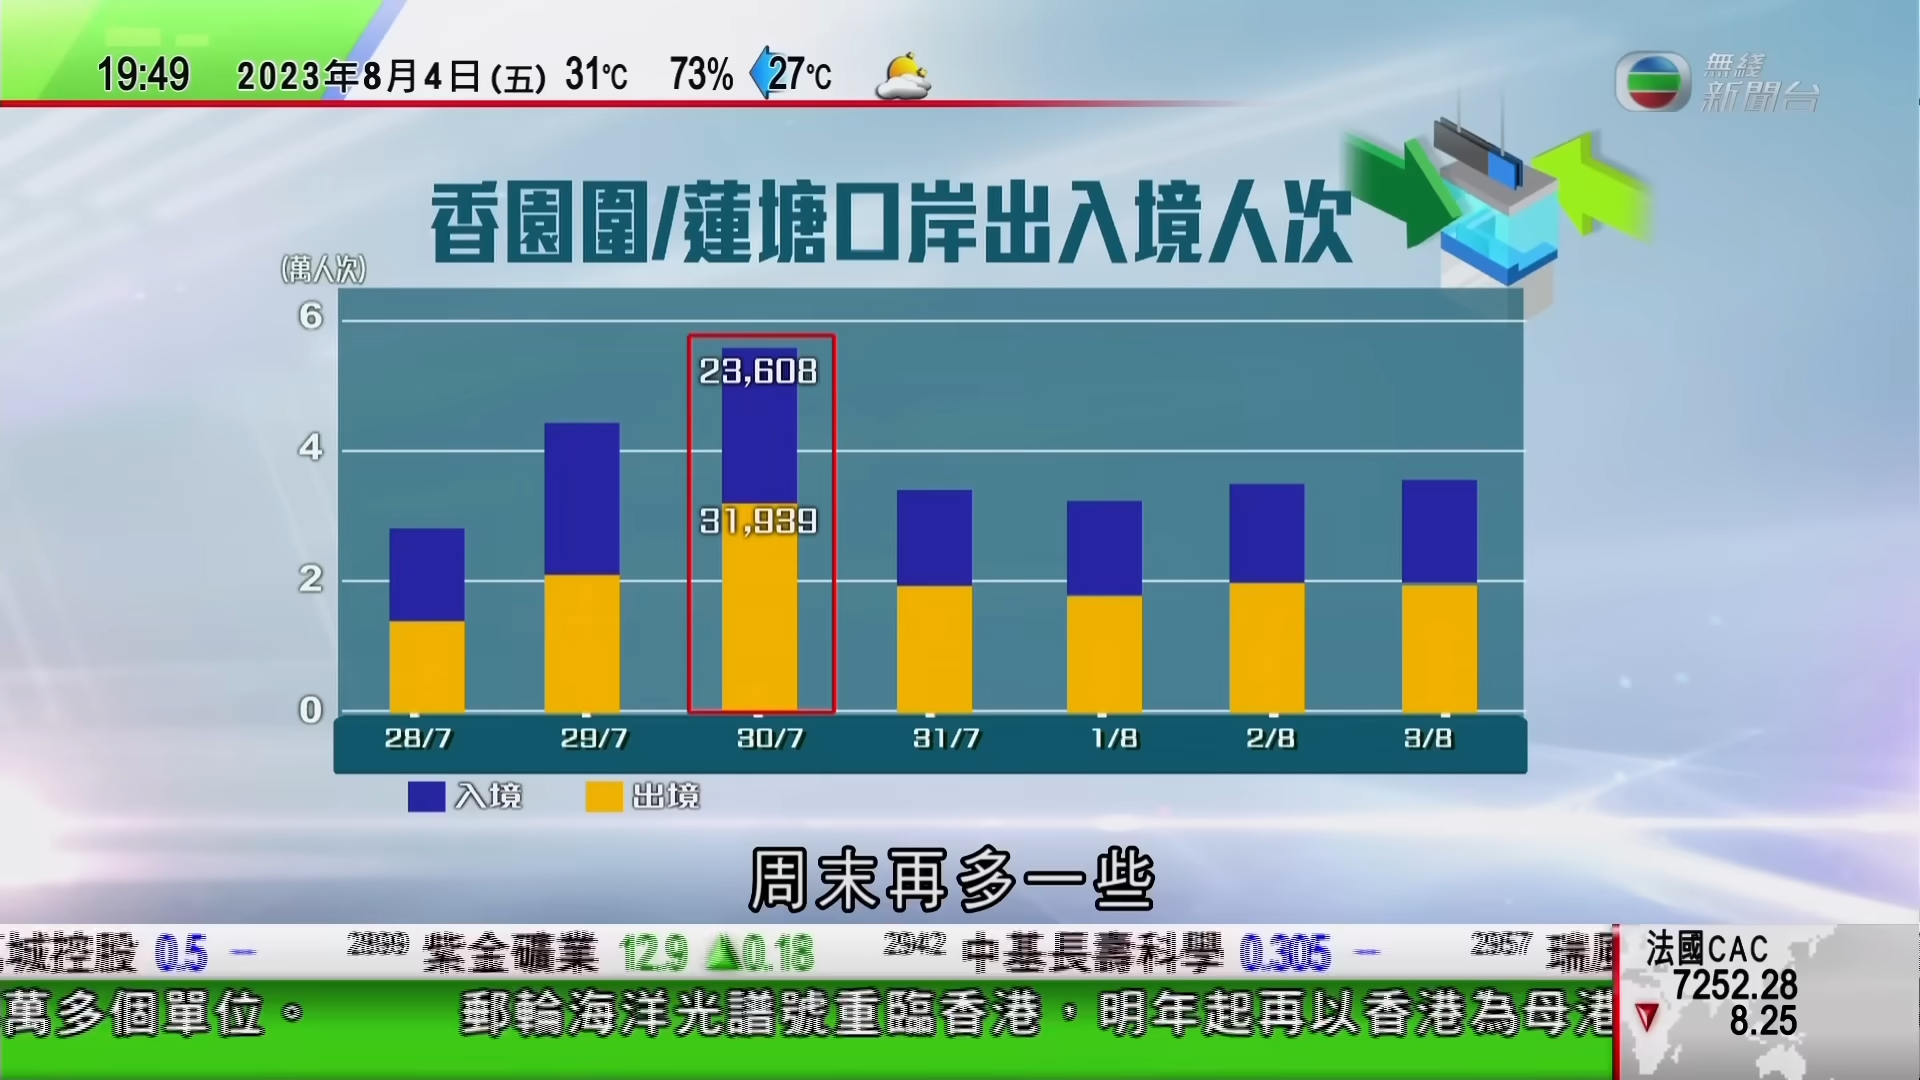 19:49 2023年8月4日(五) 31℃ 73% 27℃
無綫
新聞台
香園圍/蓮塘口岸出入境人次
(萬人次)
6
4
2
0
23,608
31,939
28/7 29/7 30/7 31/7 1/8 2/8 3/8
入境 出境
周末再多一些
城控股 0.5 – 2899 紫金礦業 12.9 ▲0.18 2942 中基長壽科學 0.305 – 2957
法國CAC
7252.28
▼ 8.25
萬多個單位。 郵輪海洋光譜號重臨香港，明年起再以香港為母港